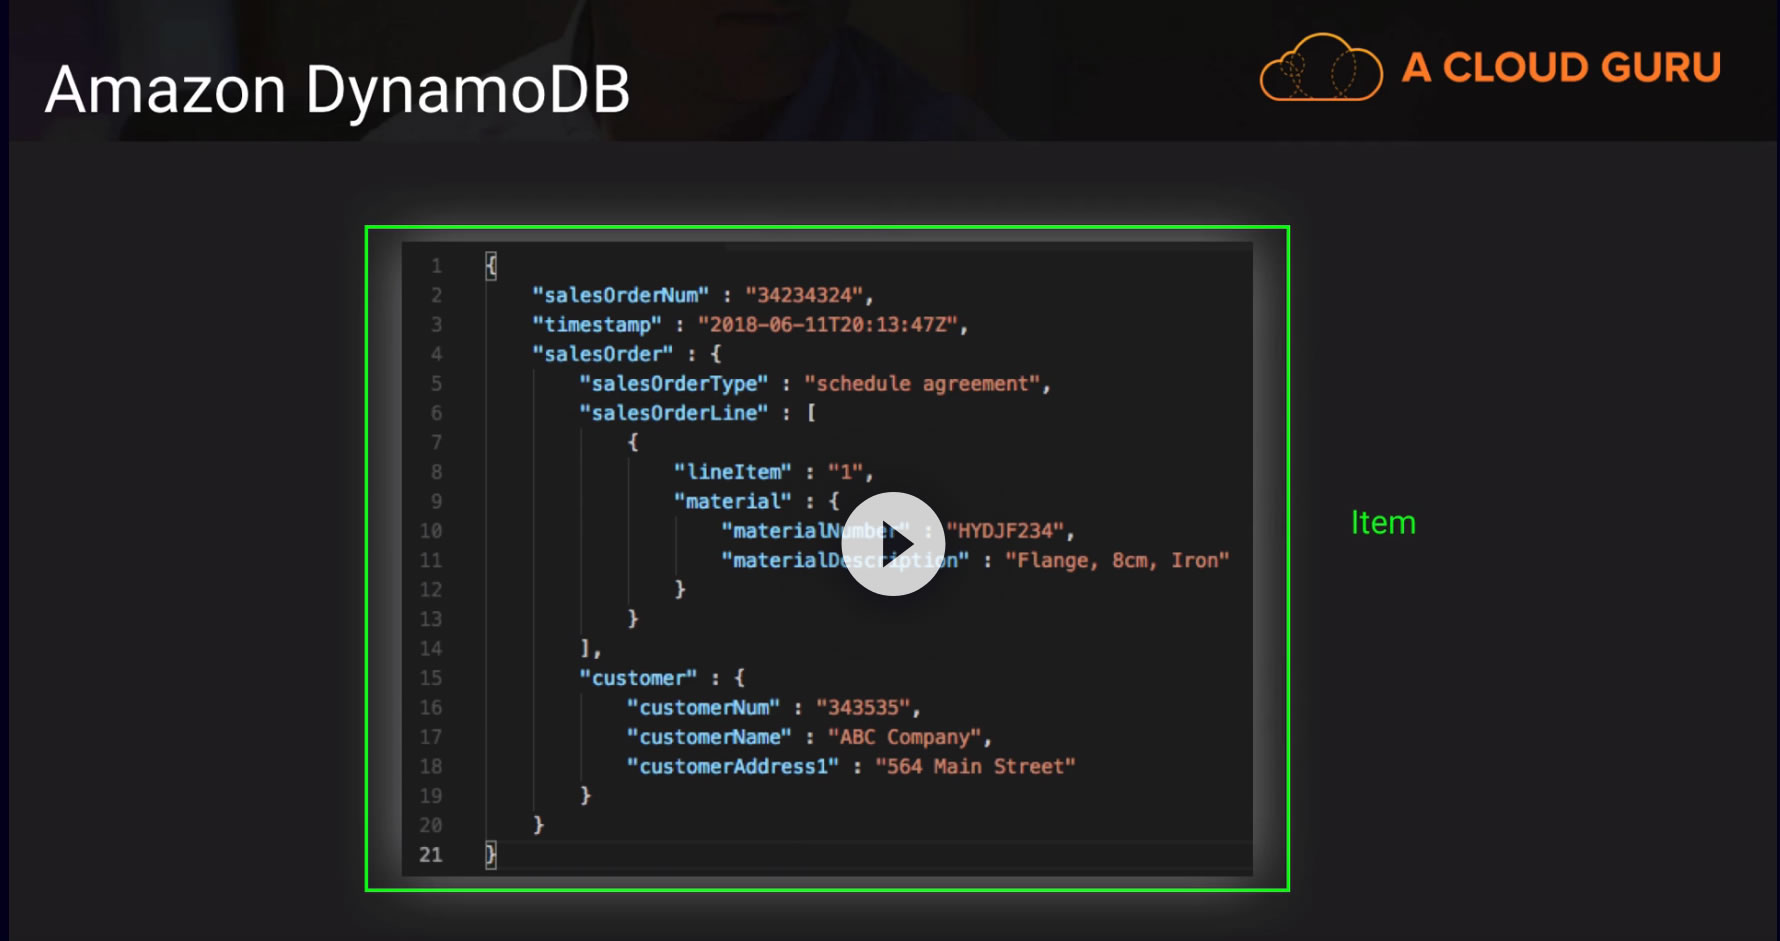 Amazon DynamoDB
A CLOUD GURU
1 {
2 "salesOrderNum" : "34234324",
3 "timestamp" : "2018-06-11T20:13:47Z",
4 "salesOrder" : {
5 "salesOrderType" : "schedule agreement",
6 "salesOrderLine" : [
7 {
8 "lineItem" : "1",
9 "material" : {
10 "materialNumber" : "HYDJF234",
11 "materialDescription" : "Flange, 8cm, Iron"
12 }
13 }
14 ],
15 "customer" : {
16 "customerNum" : "343535",
17 "customerName" : "ABC Company",
18 "customerAddress1" : "564 Main Street"
19 }
20 }
21 }
Item